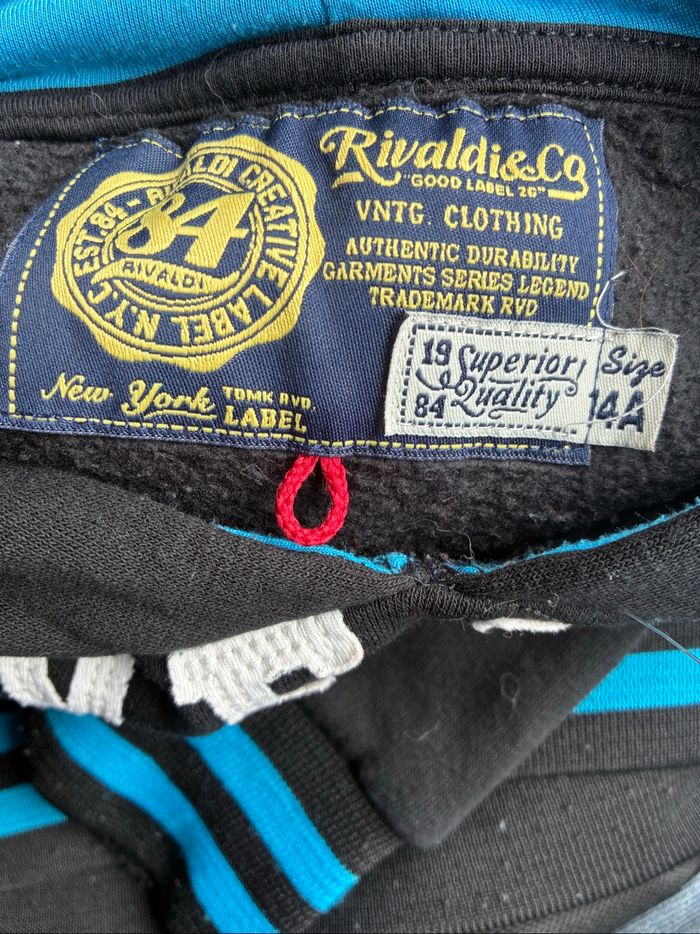 EST.84 - RIVALDI CREATIVE LABEL N.Y.C
84
RIVALDI
Rivaldi&Co
"GOOD LABEL 26"
VNTG. CLOTHING
AUTHENTIC DURABILITY
GARMENTS SERIES LEGEND
TRADEMARK RVD
New York TDMK RVD.
LABEL
19 84
Superior
Quality
Size
14A